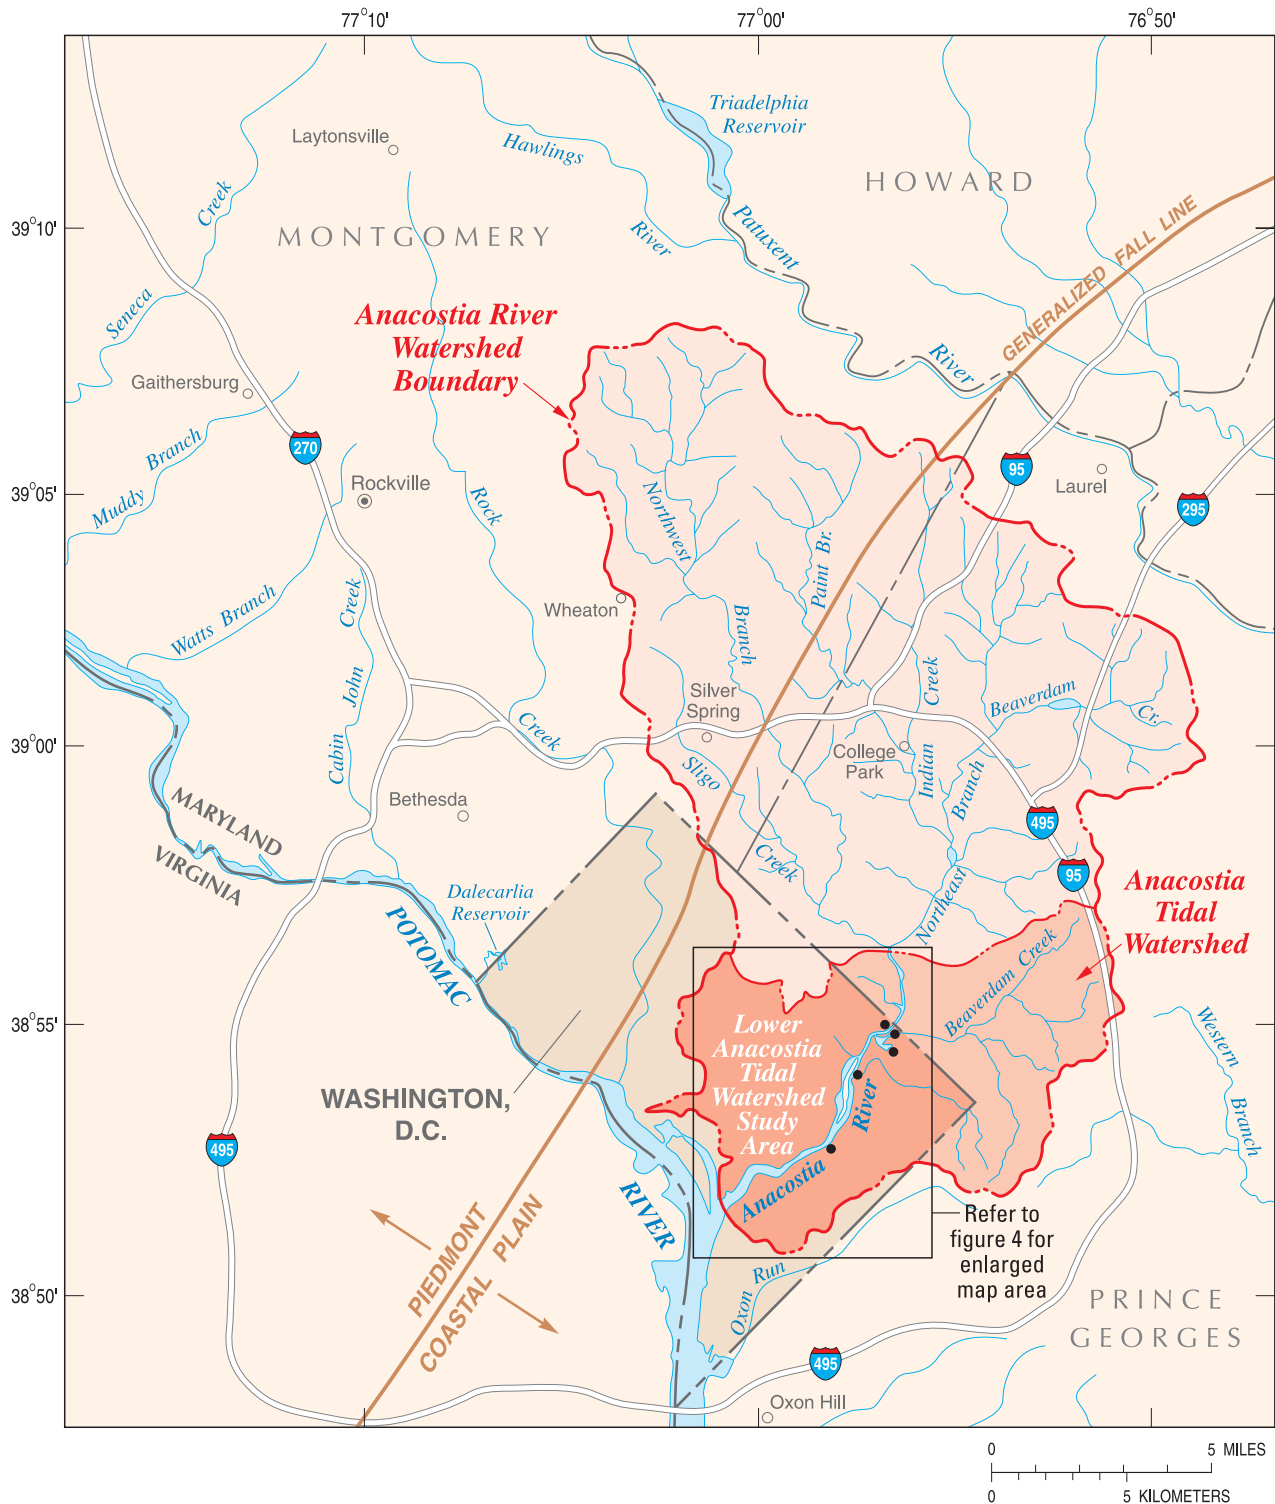 77°10'
77°00'
76°50'
39°10'
39°05'
39°00'
38°55'
38°50'
Triadelphia
Reservoir
Laytonsville
Hawlings
River
HOWARD
Creek
MONTGOMERY
Patuxent
River
GENERALIZED FALL LINE
Seneca
Anacostia River
Watershed
Boundary
Gaithersburg
270
Branch
Muddy
Rockville
Rock
Northwest
Paint Br.
95
Laurel
295
Creek
Watts Branch
Wheaton
Branch
Creek
John
Silver
Spring
Beaverdam
Cr.
Creek
Cabin
College
Park
Indian
Branch
Sligo
Bethesda
MARYLAND
VIRGINIA
495
95
Creek
Northeast
Dalecarlia
Reservoir
Anacostia
Tidal
Watershed
POTOMAC
Beaverdam Creek
Lower
Anacostia
Tidal
Watershed
Study
Area
River
Western
Branch
WASHINGTON,
D.C.
495
Anacostia
RIVER
PIEDMONT
COASTAL PLAIN
Refer to
figure 4 for
enlarged
map area
Oxon Run
PRINCE
GEORGES
495
Oxon Hill
0 5 MILES
0 5 KILOMETERS